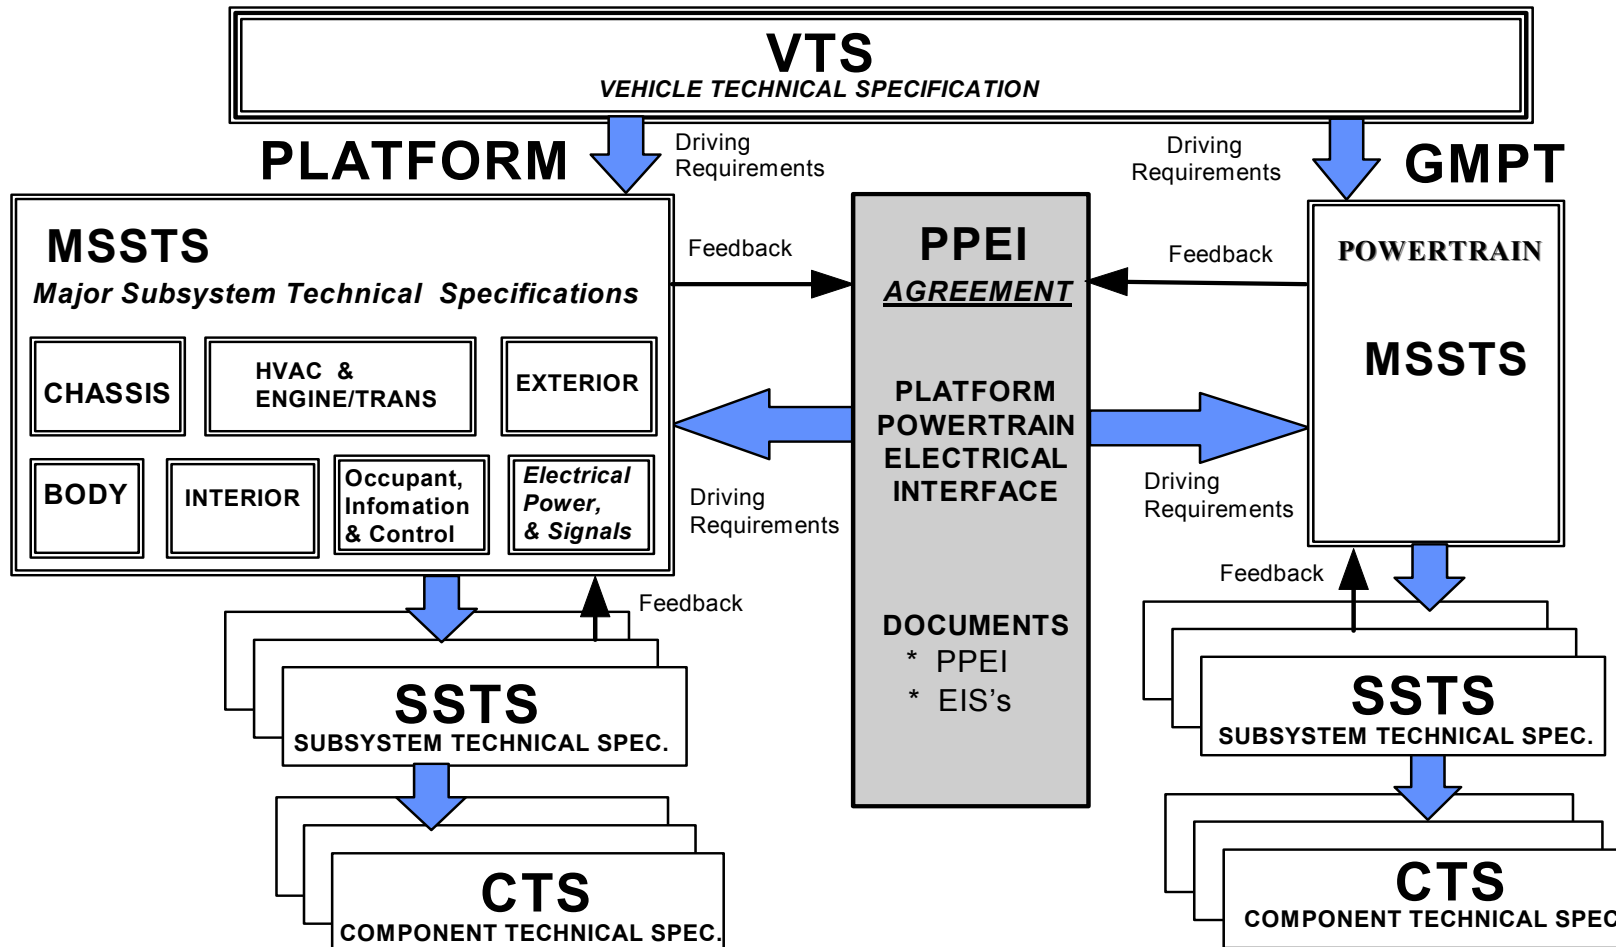 VTS
VEHICLE TECHNICAL SPECIFICATION
PLATFORM
Driving
Requirements
Driving
Requirements
GMPT
MSSTS
Major Subsystem Technical Specifications
CHASSIS
HVAC &
ENGINE/TRANS
EXTERIOR
BODY
INTERIOR
Occupant,
Infomation
& Control
Electrical
Power,
& Signals
Feedback
Driving
Requirements
Feedback
PPEI
AGREEMENT
PLATFORM
POWERTRAIN
ELECTRICAL
INTERFACE
DOCUMENTS
* PPEI
* EIS's
Feedback
Driving
Requirements
POWERTRAIN
MSSTS
Feedback
SSTS
SUBSYSTEM TECHNICAL SPEC.
CTS
COMPONENT TECHNICAL SPEC.
SSTS
SUBSYSTEM TECHNICAL SPEC.
CTS
COMPONENT TECHNICAL SPEC